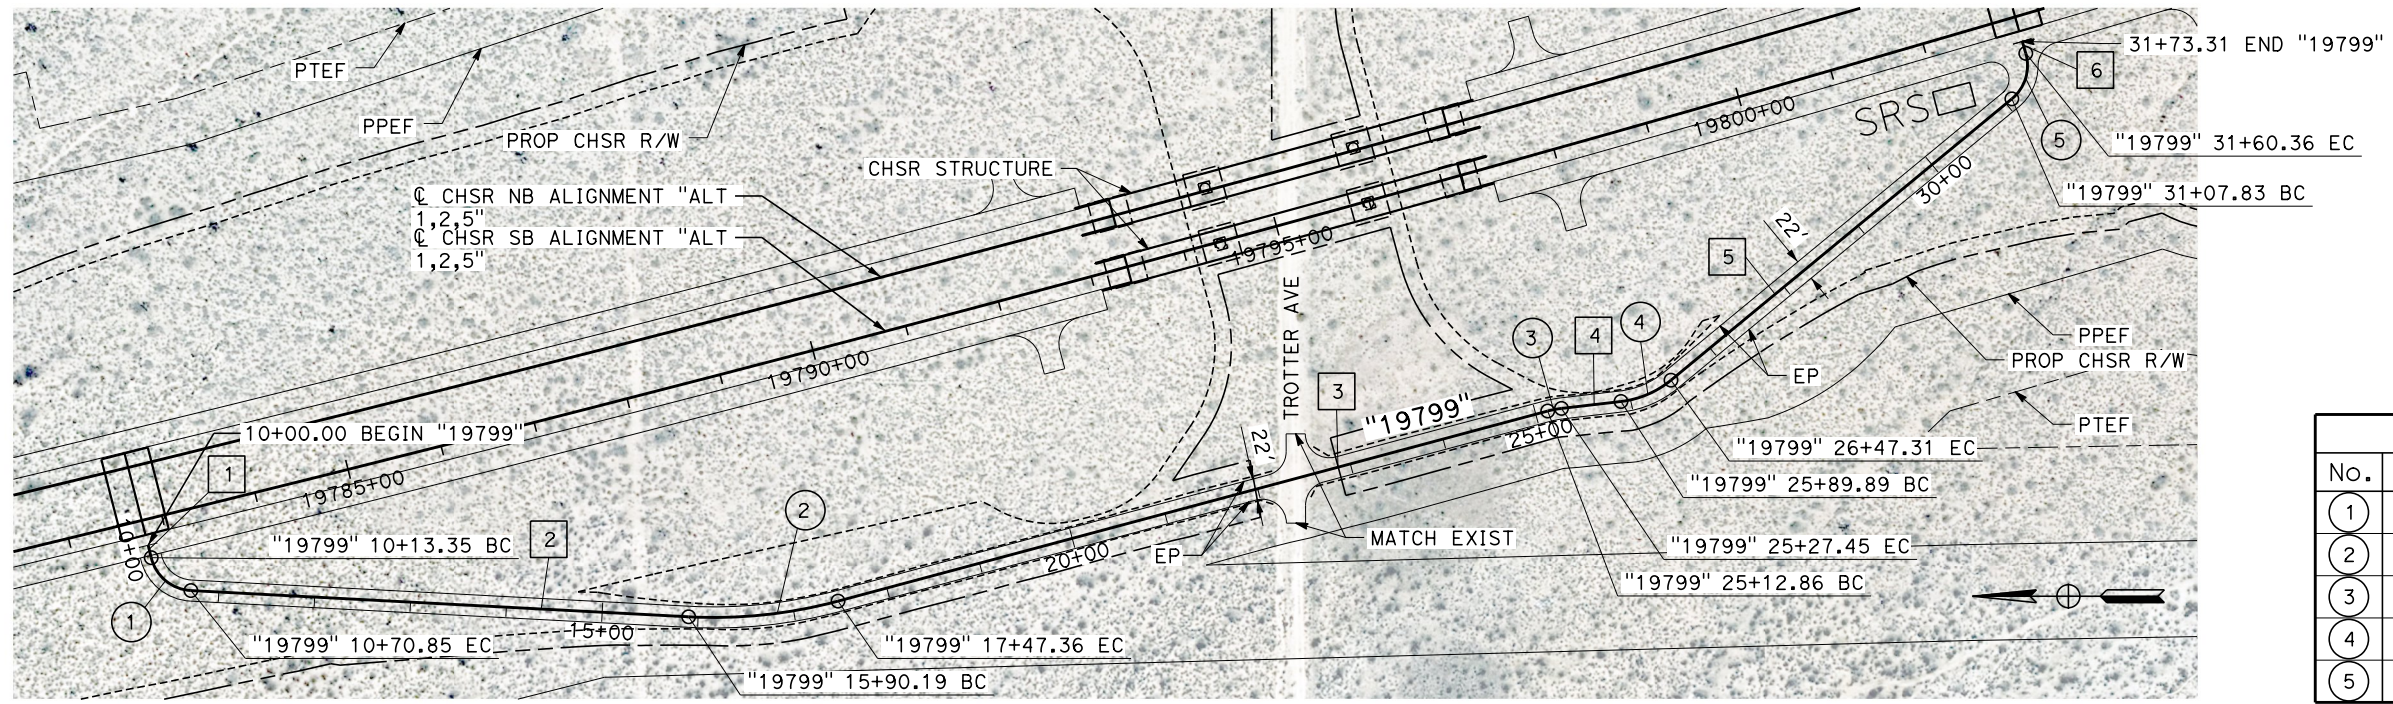 31+73.31 END "19799"
PTEF
6
PPEF
PROP CHSR R/W
SRS
19800+00
5
"19799" 31+60.36 EC
CHSR STRUCTURE
℄ CHSR NB ALIGNMENT "ALT
1,2,5"
℄ CHSR SB ALIGNMENT "ALT
1,2,5"
30+00
"19799" 31+07.83 BC
22'
19795+00
5
TROTTER AVE
3
4
4
PPEF
PROP CHSR R/W
EP
19790+00
3
"19799"
25+00
PTEF
10+00.00 BEGIN "19799"
1
22'
"19799" 26+47.31 EC
19785+00
"19799" 25+89.89 BC
No.
1
2
3
4
5
2
2
10+00
"19799" 10+13.35 BC
20+00
EP
MATCH EXIST
"19799" 25+27.45 EC
"19799" 25+12.86 BC
1
15+00
"19799" 10+70.85 EC
"19799" 17+47.36 EC
"19799" 15+90.19 BC